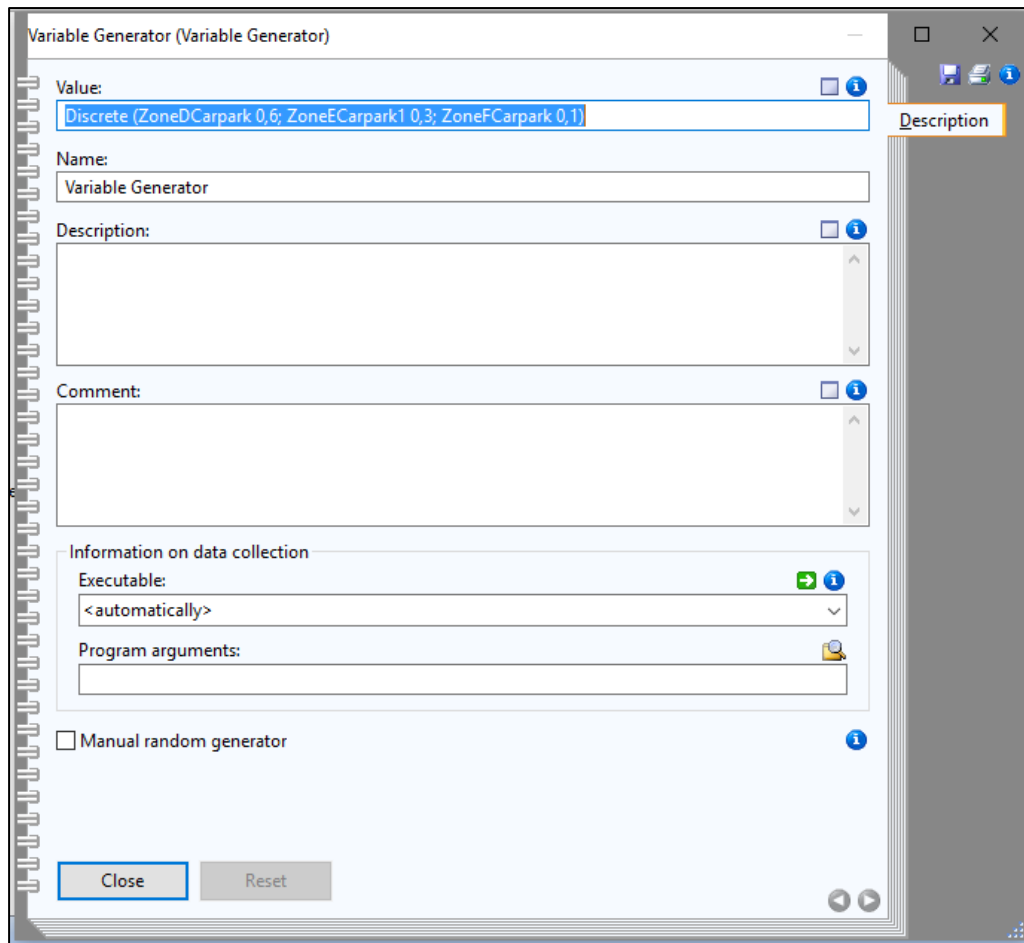 Variable Generator (Variable Generator)
Value:
Discrete (ZoneDCarpark 0,6; ZoneECarpark1 0,3; ZoneFCarpark 0,1)
Description
Name:
Variable Generator
Description:
Comment:
Information on data collection
Executable:
<automatically>
Program arguments:
Manual random generator
Close
Reset